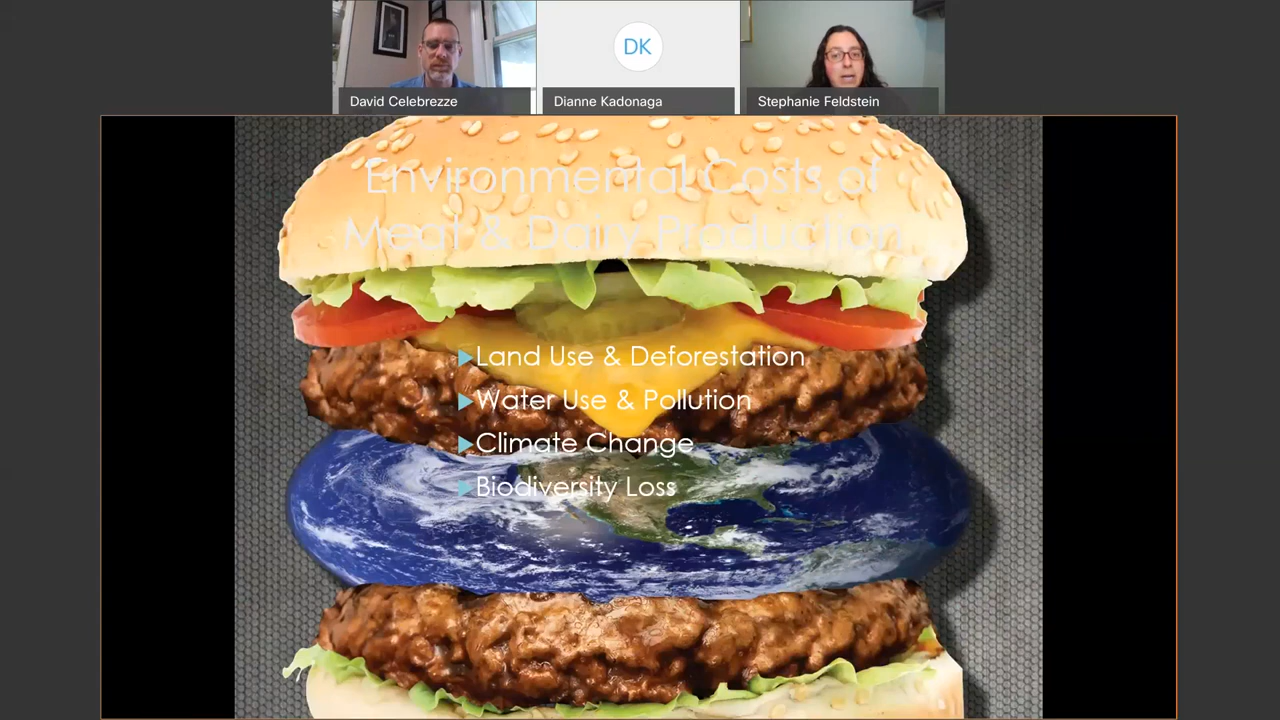 DK
David Celebrezze
Dianne Kadonaga
Stephanie Feldstein
Environmental Costs of
Meat & Dairy Production
Land Use & Deforestation
Water Use & Pollution
Climate Change
Biodiversity Loss